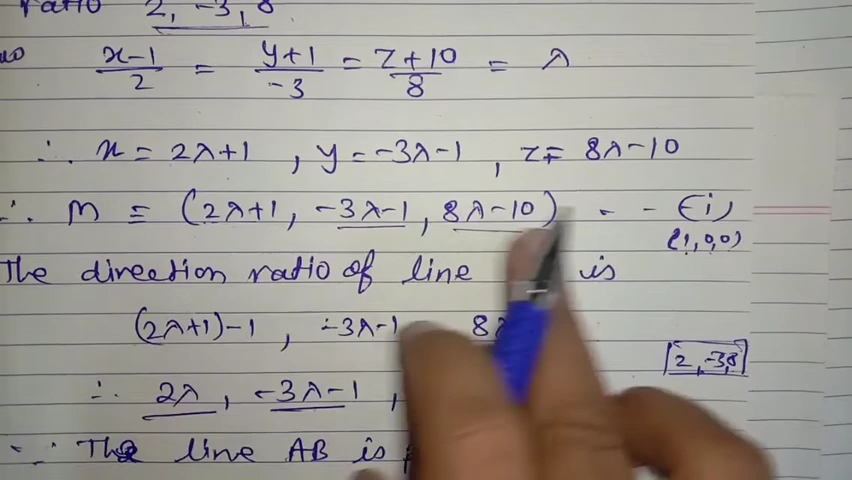 ratio 2, -3, 8
x-1/2 = y+1/-3 = z+10/8 = λ
∴ x = 2λ+1 , y = -3λ-1 , z = 8λ-10
∴ M ≡ (2λ+1, -3λ-1, 8λ-10) - - (i)
(1,0,0)
The direction ratio of line is
(2λ+1)-1 , -3λ-1 8λ
2, -3, 8
∴ 2λ, -3λ-1 ,
∵ The line AB is